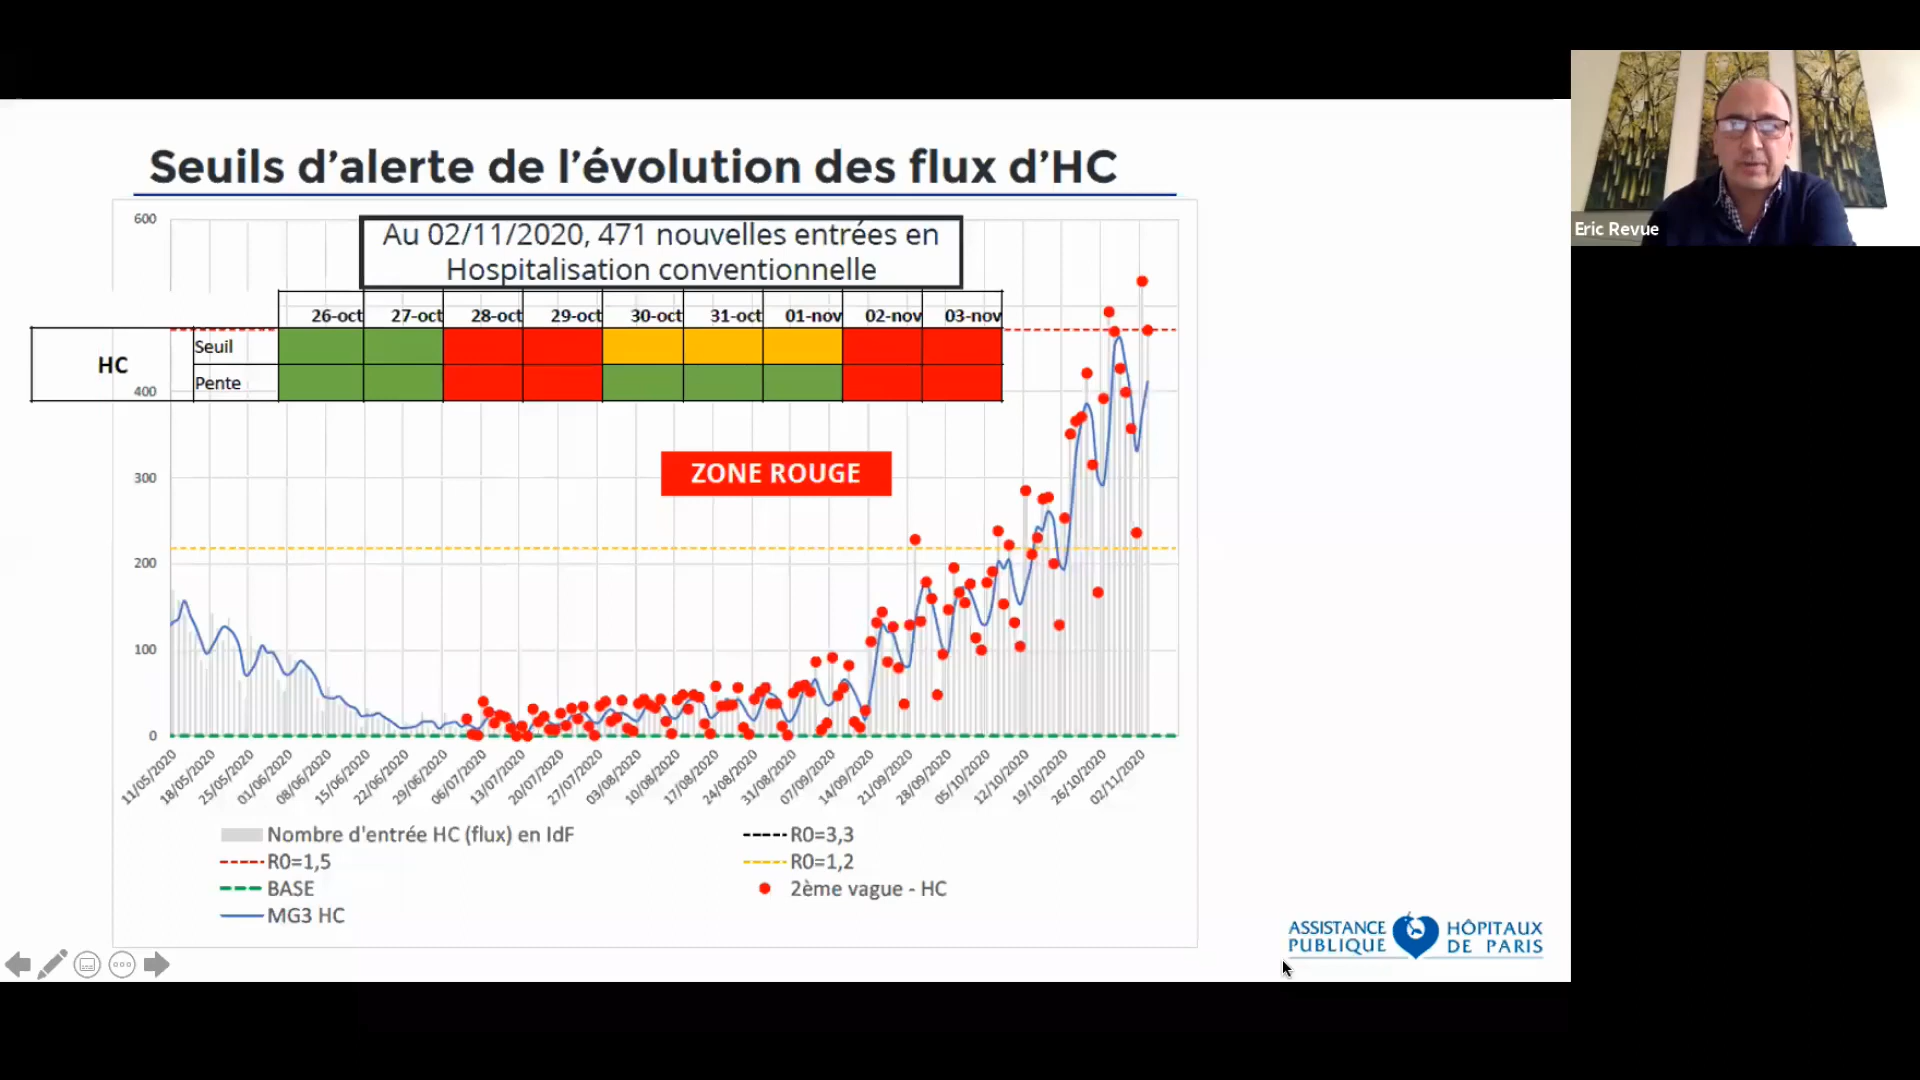 Seuils d'alerte de l'évolution des flux d'HC
Eric Revue
Au 02/11/2020, 471 nouvelles entrées en
Hospitalisation conventionnelle
26-oct 27-oct 28-oct 29-oct 30-oct 31-oct 01-nov 02-nov 03-nov
HC
Seuil
Pente
ZONE ROUGE
600
400
300
200
100
0
11/05/2020 18/05/2020 25/05/2020 01/06/2020 08/06/2020 15/06/2020 22/06/2020 29/06/2020 06/07/2020 13/07/2020 20/07/2020 27/07/2020 03/08/2020 10/08/2020 17/08/2020 24/08/2020 31/08/2020 07/09/2020 14/09/2020 21/09/2020 28/09/2020 05/10/2020 12/10/2020 19/10/2020 26/10/2020 02/11/2020
Nombre d'entrée HC (flux) en IdF
R0=3,3
R0=1,5
R0=1,2
BASE
2ème vague - HC
MG3 HC
ASSISTANCE HÔPITAUX
PUBLIQUE DE PARIS